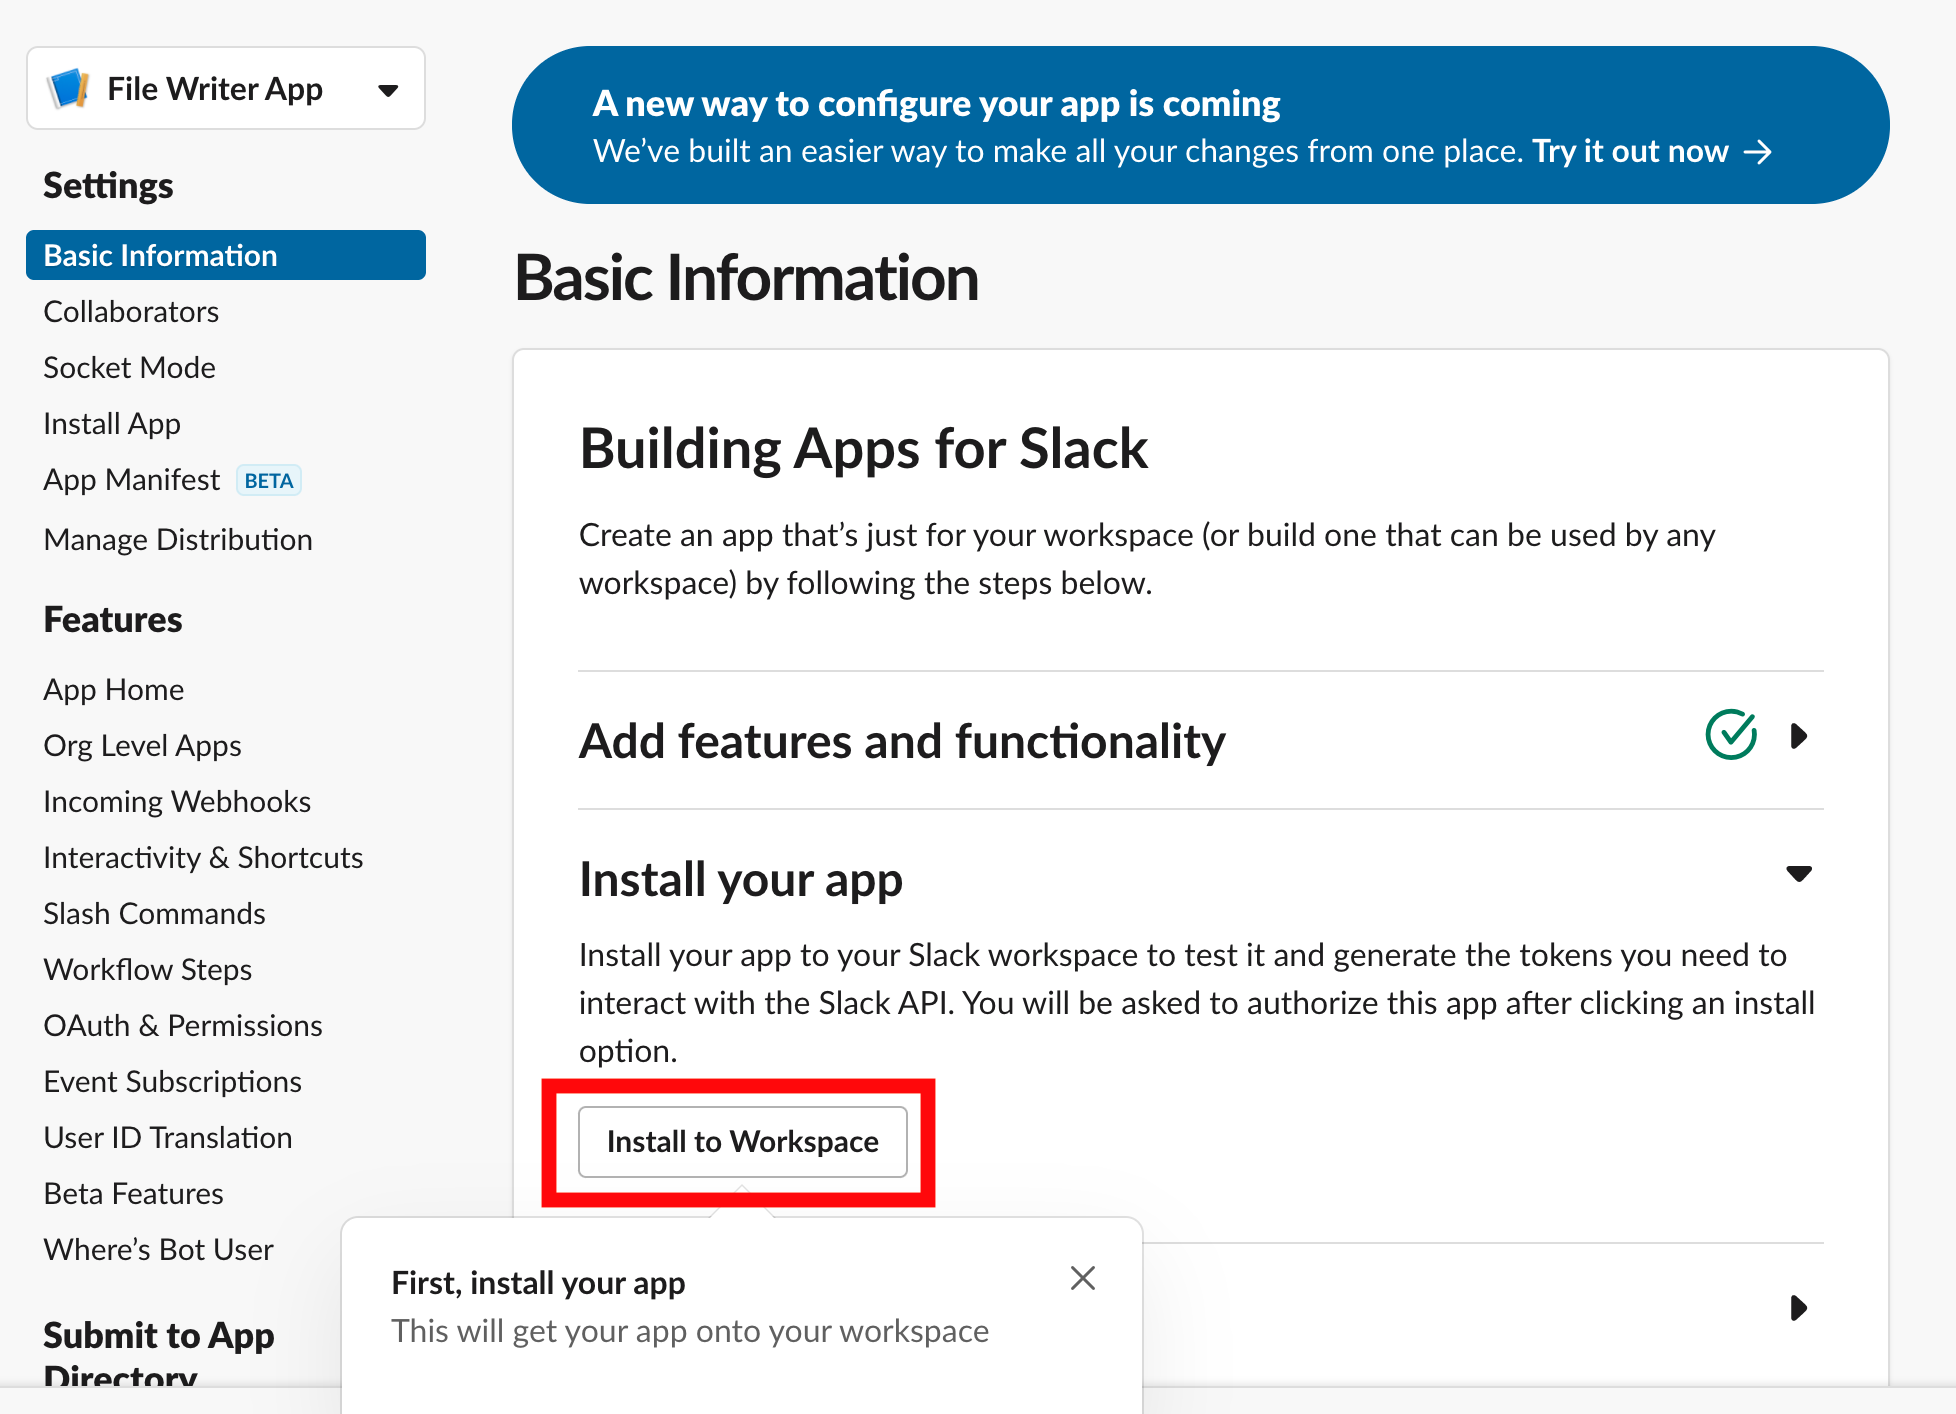 File Writer App
Settings
Basic Information
Collaborators
Socket Mode
Install App
App Manifest BETA
Manage Distribution
Features
App Home
Org Level Apps
Incoming Webhooks
Interactivity & Shortcuts
Slash Commands
Workflow Steps
OAuth & Permissions
Event Subscriptions
User ID Translation
Beta Features
Where’s Bot User
Submit to App
Directory
A new way to configure your app is coming
We’ve built an easier way to make all your changes from one place. Try it out now →
Basic Information
Building Apps for Slack
Create an app that’s just for your workspace (or build one that can be used by any
workspace) by following the steps below.
Add features and functionality
Install your app
Install your app to your Slack workspace to test it and generate the tokens you need to
interact with the Slack API. You will be asked to authorize this app after clicking an install
option.
Install to Workspace
First, install your app
This will get your app onto your workspace